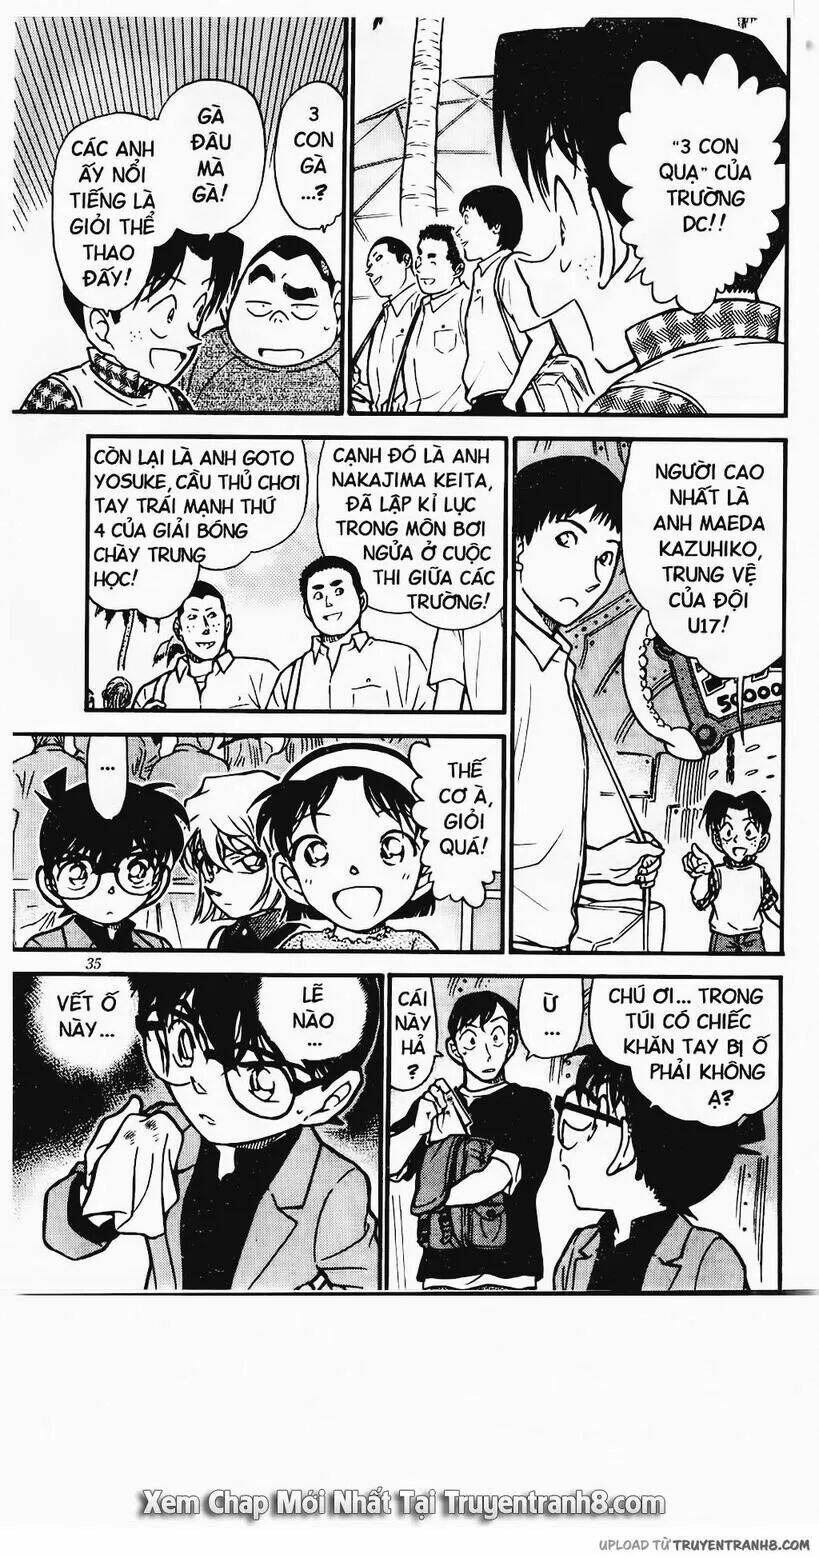 "3 CON
QUẠ" CỦA
TRƯỜNG
DC!!
3
CON
GÀ
...?
GÀ
ĐÂU
MÀ
GÀ!
CÁC ANH
ẤY NỔI
TIẾNG LÀ
GIỎI THỂ
THAO
ĐẤY!
NGƯỜI CAO
NHẤT LÀ
ANH MAEDA
KAZUHIKO,
TRUNG VỆ
CỦA ĐỘI
U17!
50000
CẠNH ĐÓ LÀ ANH
NAKAJIMA KEITA,
ĐÃ LẬP KỈ LỤC
TRONG MÔN BƠI
NGỬA Ở CUỘC
THI GIỮA CÁC
TRƯỜNG!
CÒN LẠI LÀ ANH GOTO
YOSUKE, CẦU THỦ CHƠI
TAY TRÁI MẠNH THỨ
4 CỦA GIẢI BÓNG
CHÀY TRUNG
HỌC!
THẾ
CƠ À,
GIỎI
QUÁ!
...
35
CHÚ ƠI... TRONG
TÚI CÓ CHIẾC
KHĂN TAY BỊ Ố
PHẢI KHÔNG
Ạ?
Ừ
...
CÁI
NÀY
HẢ
?
LẼ
NÀO
...
VẾT Ố
NÀY...
Xem Chap Mới Nhất Tại Truyentranh8.com
UPLOAD TỪ TRUYENTRANH8.COM